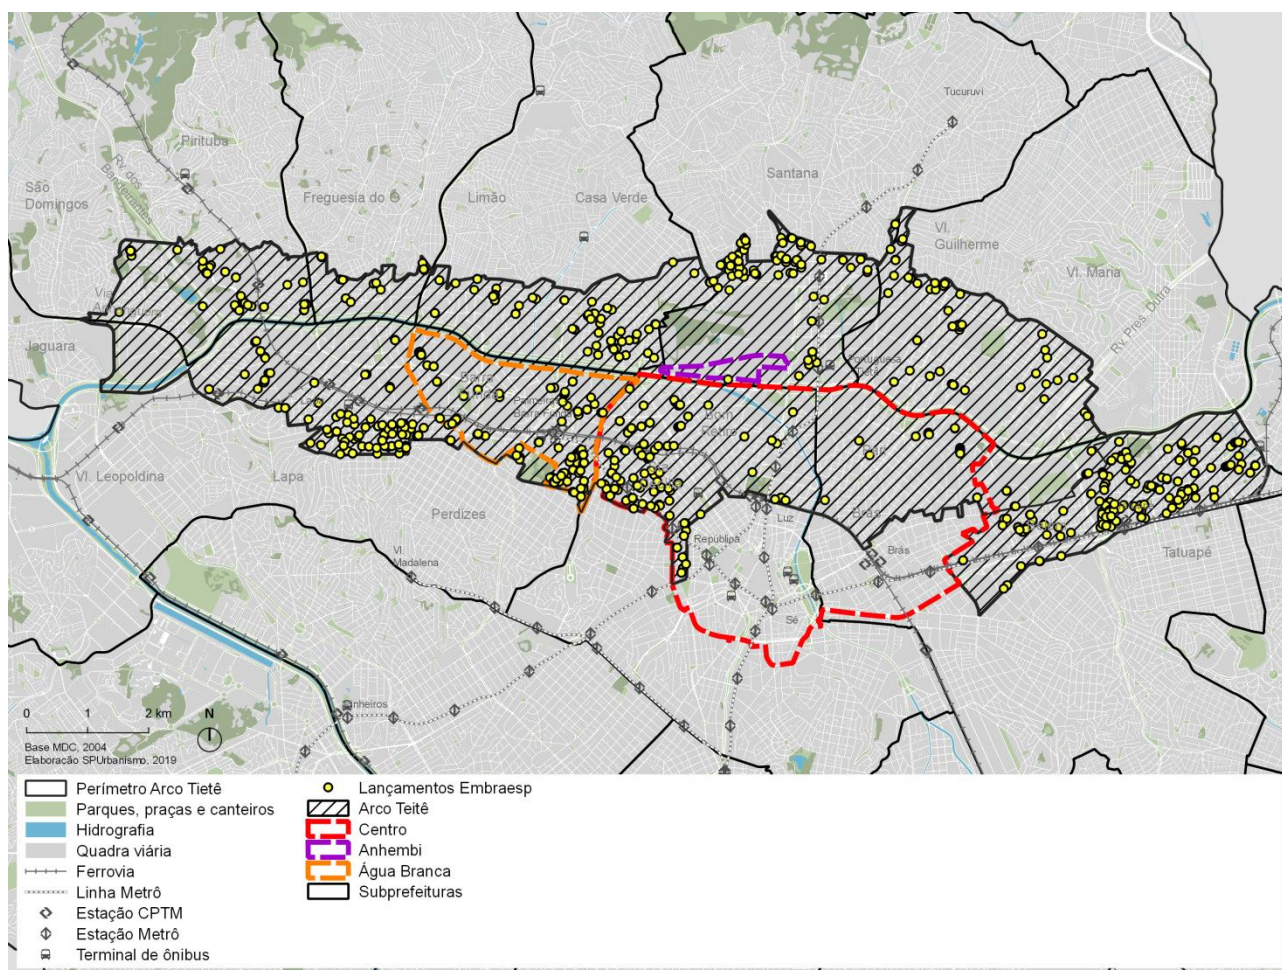 Tucuruvi
Pirituba
Rv. dos
Bandeirantes
São
Domingos
Freguesia do Ó
Limão
Casa Verde
Santana
Vl.
Guilherme
Vl. Maria
Rv. Pres. Dutra
Jaguara
Vl. Leopoldina
Lapa
Perdizes
Vl.
Madalena
República
Luz
Brás
Brás
Sé
Tatuapé
0 1 2 km
N
Base MDC, 2004
Elaboração SPUrbanismo, 2019
Perímetro Arco Tietê
Parques, praças e canteiros
Hidrografia
Quadra viária
Ferrovia
Linha Metrô
Estação CPTM
Estação Metrô
Terminal de ônibus
Lançamentos Embraesp
Arco Teitê
Centro
Anhembi
Água Branca
Subprefeituras